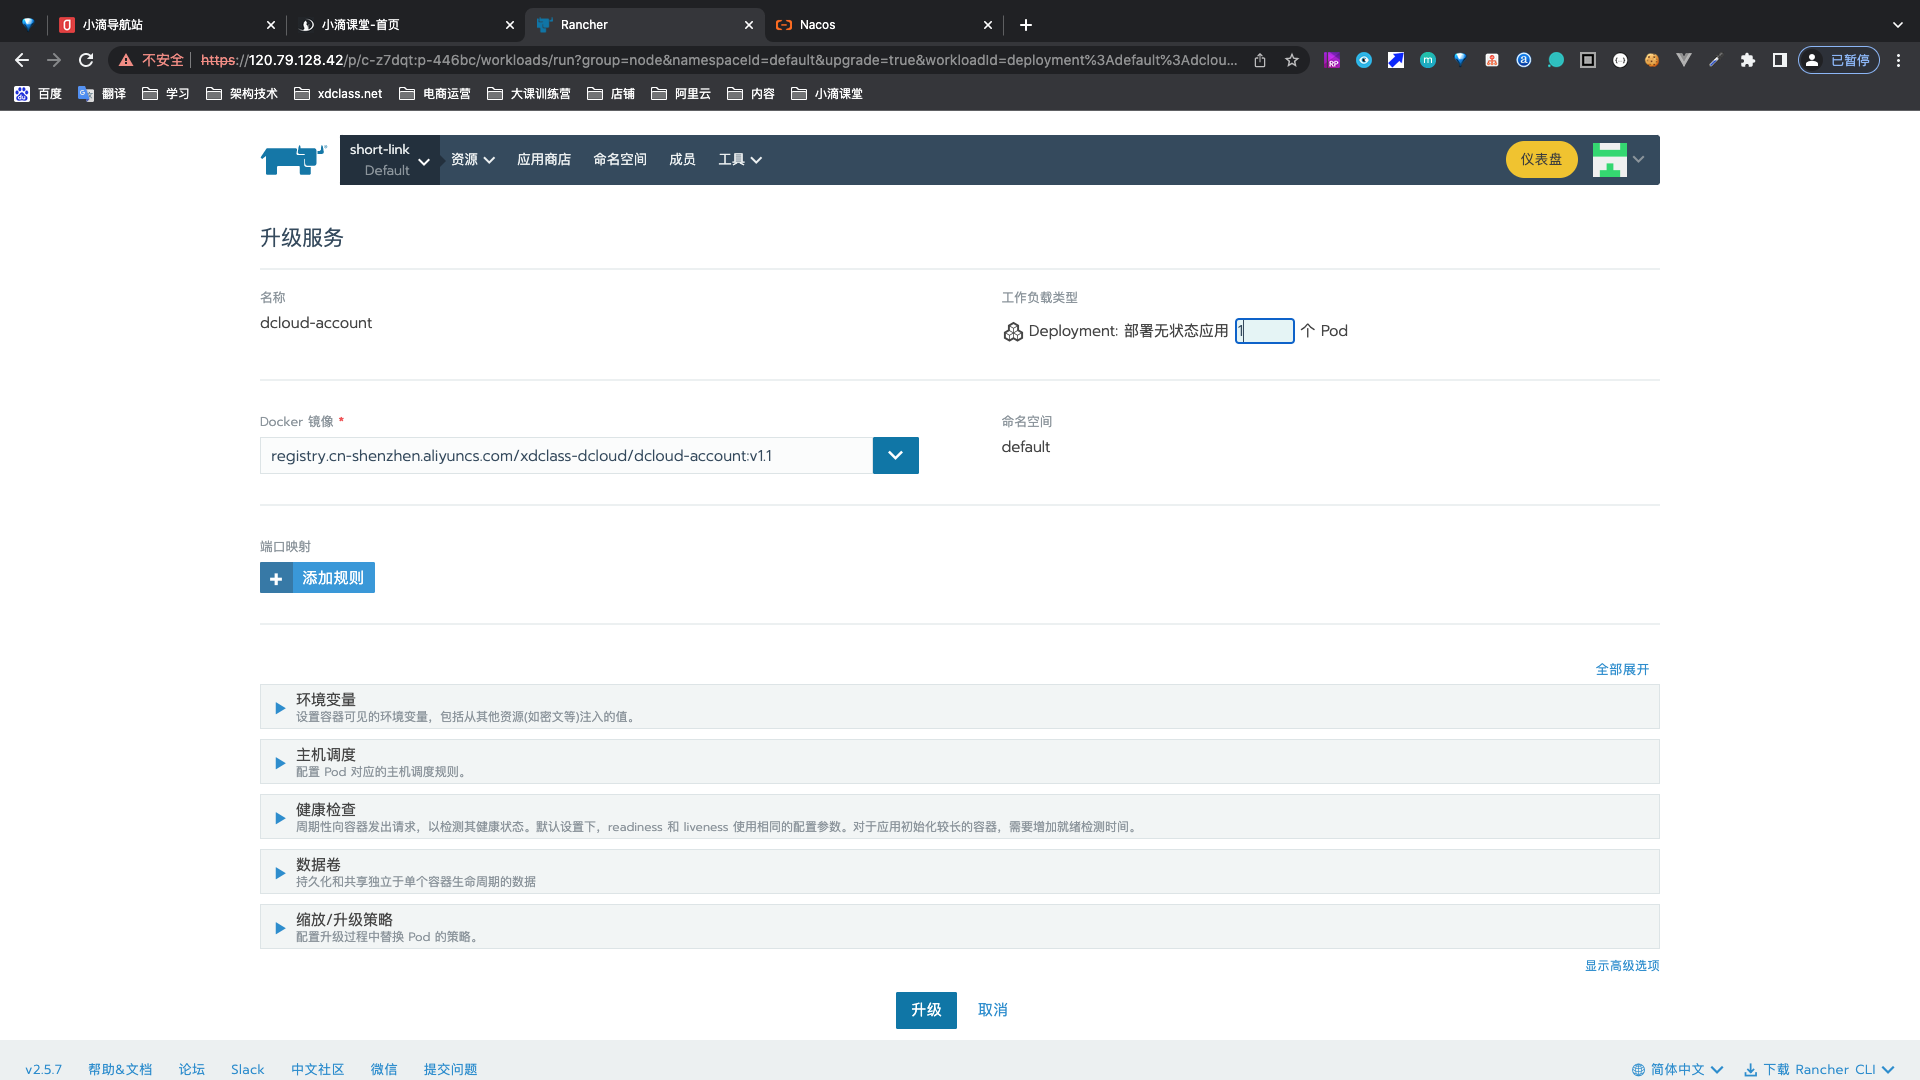 小滴导航站
小滴课堂-首页
Rancher
Nacos
不安全
https://120.79.128.42/p/c-z7dqt:p-446bc/workloads/run?group=node&namespaceId=default&upgrade=true&workloadId=deployment%3Adefault%3Adclou...
已暂停
百度
翻译
学习
架构技术
xdclass.net
电商运营
大课训练营
店铺
阿里云
内容
小滴课堂
short-link
Default
资源
应用商店
命名空间
成员
工具
仪表盘
升级服务
名称
dcloud-account
工作负载类型
Deployment: 部署无状态应用 1 个 Pod
Docker 镜像 *
registry.cn-shenzhen.aliyuncs.com/xdclass-dcloud/dcloud-account:v1.1
命名空间
default
端口映射
添加规则
全部展开
环境变量
设置容器可见的环境变量，包括从其他资源(如密文等)注入的值。
主机调度
配置 Pod 对应的主机调度规则。
健康检查
周期性向容器发出请求，以检测其健康状态。默认设置下，readiness 和 liveness 使用相同的配置参数。对于应用初始化较长的容器，需要增加就绪检测时间。
数据卷
持久化和共享独立于单个容器生命周期的数据
缩放/升级策略
配置升级过程中替换 Pod 的策略。
显示高级选项
升级
取消
v2.5.7
帮助&文档
论坛
Slack
中文社区
微信
提交问题
简体中文
下载 Rancher CLI